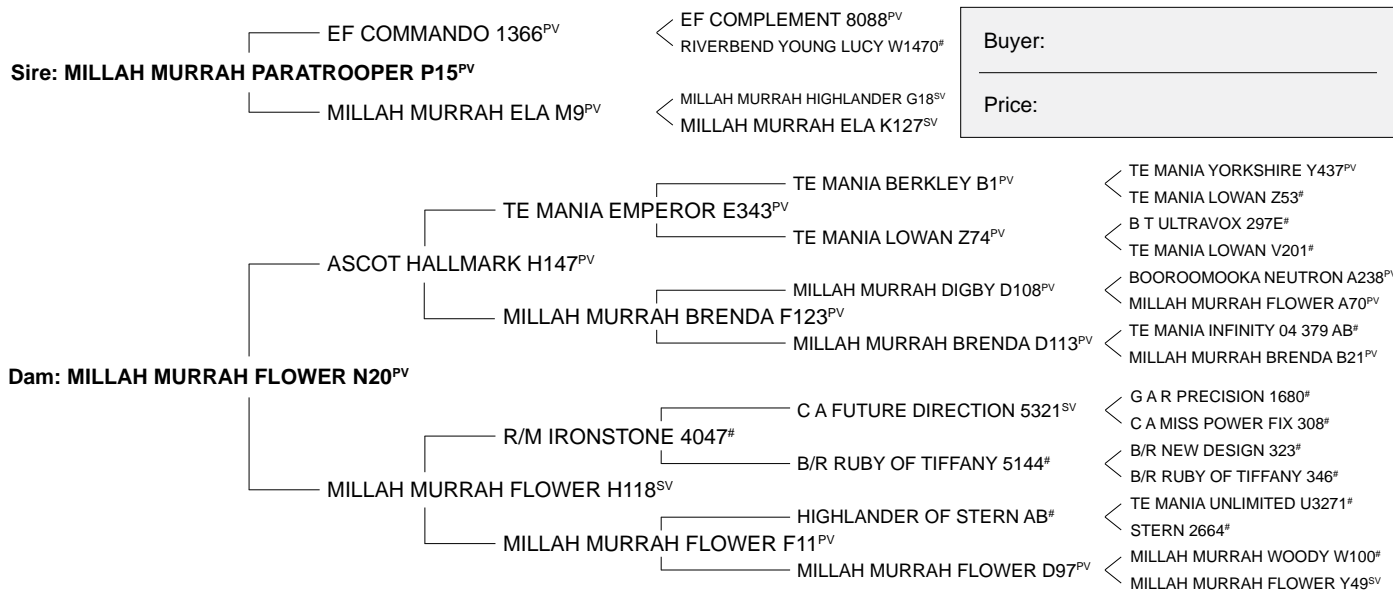 EF COMPLEMENT 8088PV
EF COMMANDO 1366PV
RIVERBEND YOUNG LUCY W1470#
Buyer:
Sire: MILLAH MURRAH PARATROOPER P15PV
MILLAH MURRAH HIGHLANDER G18SV
Price:
MILLAH MURRAH ELA M9PV
MILLAH MURRAH ELA K127SV
TE MANIA YORKSHIRE Y437PV
TE MANIA BERKLEY B1PV
TE MANIA LOWAN Z53#
TE MANIA EMPEROR E343PV
B T ULTRAVOX 297E#
TE MANIA LOWAN Z74PV
TE MANIA LOWAN V201#
ASCOT HALLMARK H147PV
BOOROOMOOKA NEUTRON A238PV
MILLAH MURRAH DIGBY D108PV
MILLAH MURRAH FLOWER A70PV
MILLAH MURRAH BRENDA F123PV
TE MANIA INFINITY 04 379 AB#
MILLAH MURRAH BRENDA D113PV
MILLAH MURRAH BRENDA B21PV
Dam: MILLAH MURRAH FLOWER N20PV
G A R PRECISION 1680#
C A FUTURE DIRECTION 5321SV
C A MISS POWER FIX 308#
R/M IRONSTONE 4047#
B/R NEW DESIGN 323#
B/R RUBY OF TIFFANY 5144#
B/R RUBY OF TIFFANY 346#
MILLAH MURRAH FLOWER H118SV
TE MANIA UNLIMITED U3271#
HIGHLANDER OF STERN AB#
STERN 2664#
MILLAH MURRAH FLOWER F11PV
MILLAH MURRAH WOODY W100#
MILLAH MURRAH FLOWER D97PV
MILLAH MURRAH FLOWER Y49SV